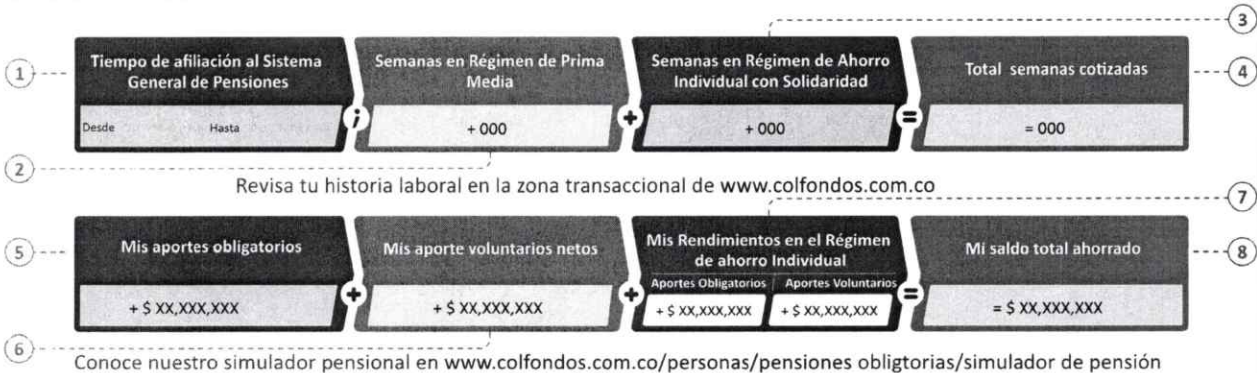 3
Tiempo de afiliación al Sistema
General de Pensiones
Semanas en Régimen de Prima
Media
Semanas en Régimen de Ahorro
Individual con Solidaridad
Total semanas cotizadas
1
4
Desde Hasta
;
+ 000
+
+ 000
=
= 000
2
Revisa tu historia laboral en la zona transaccional de www.colfondos.com.co
7
5
Mis aportes obligatorios
Mis aporte voluntarios netos
Mis Rendimientos en el Régimen
de ahorro Individual
Mi saldo total ahorrado
8
Aportes Obligatorios Aportes Voluntarios
+ $ XX,XXX,XXX
+
+ $ XX,XXX,XXX
+
+ $ XX,XXX,XXX
+ $ XX,XXX,XXX
=
= $ XX,XXX,XXX
6
Conoce nuestro simulador pensional en www.colfondos.com.co/personas/pensiones obligtorias/simulador de pensión